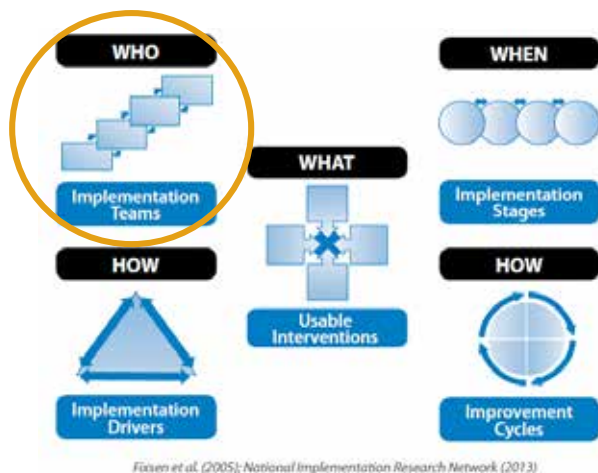 WHO
Implementation
Teams
WHAT
Usable
Interventions
WHEN
Implementation
Stages
HOW
Implementation
Drivers
HOW
Improvement
Cycles
Fixsen et al. (2005); National Implementation Research Network (2013)